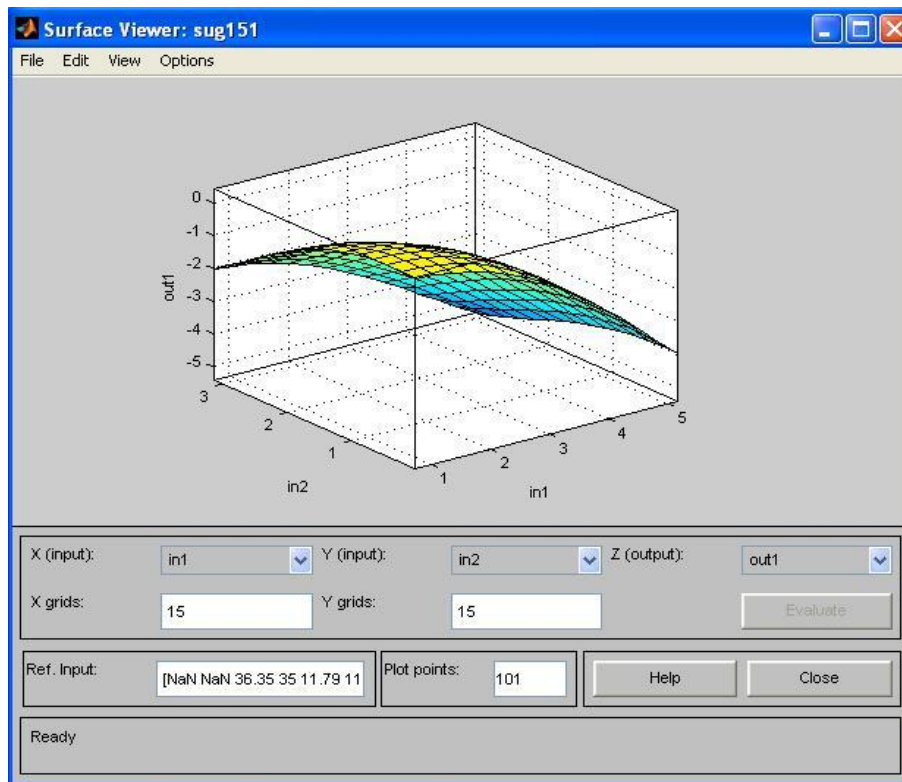 Surface Viewer: sug151
File Edit View Options
0
-1
-2
-3
-4
-5
out1
3
2
1
in2
1
2
3
4
5
in1
X (input): in1 Y (input): in2 Z (output): out1
X grids: 15 Y grids: 15 Evaluate
Ref. Input: [NaN NaN 36.35 35 11.79 11 Plot points: 101 Help Close
Ready